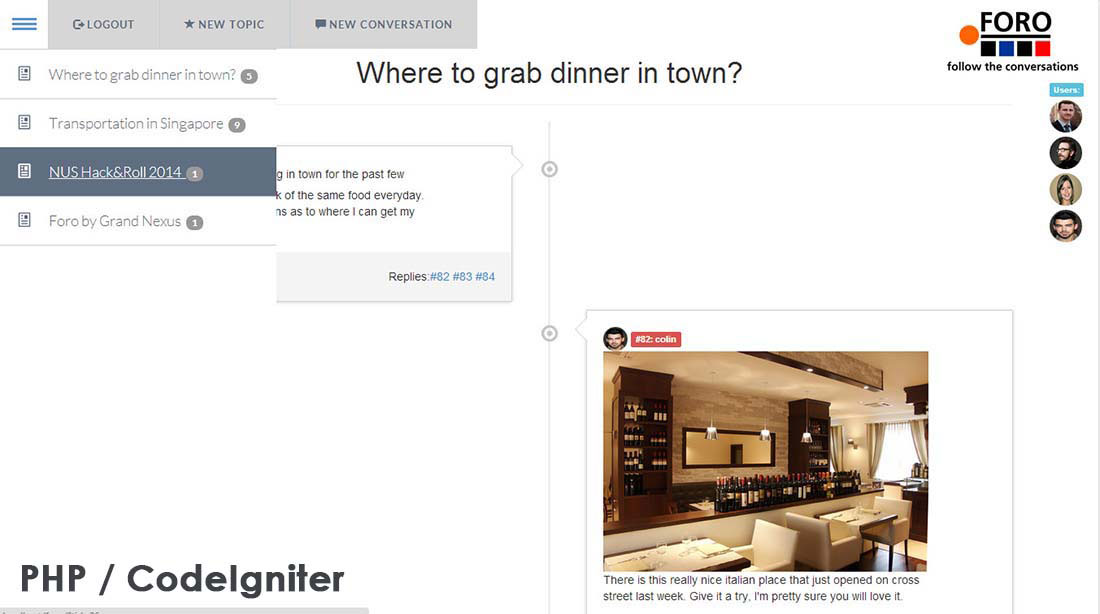 LOGOUT
NEW TOPIC
NEW CONVERSATION
FORO
follow the conversations
Users:
Where to grab dinner in town? 5
Transportation in Singapore 9
NUS Hack&Roll 2014 1
Foro by Grand Nexus 1
Where to grab dinner in town?
g in town for the past few
k of the same food everyday.
ns as to where I can get my
Replies:#82 #83 #84
#82: colin
There is this really nice italian place that just opened on cross
street last week. Give it a try, I'm pretty sure you will love it.
PHP / CodeIgniter